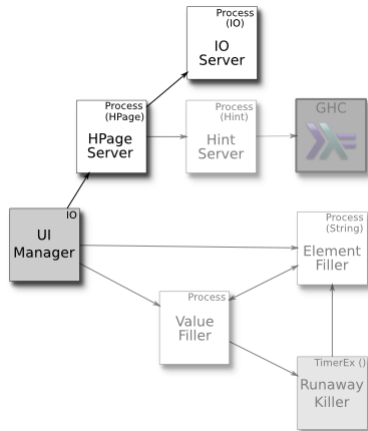 Process
(IO)
IO
Server
Process
(HPage)
HPage
Server
Process
(Hint)
Hint
Server
GHC
IO
UI
Manager
Process
(String)
Element
Filler
Process
Value
Filler
TimerEx ()
Runaway
Killer